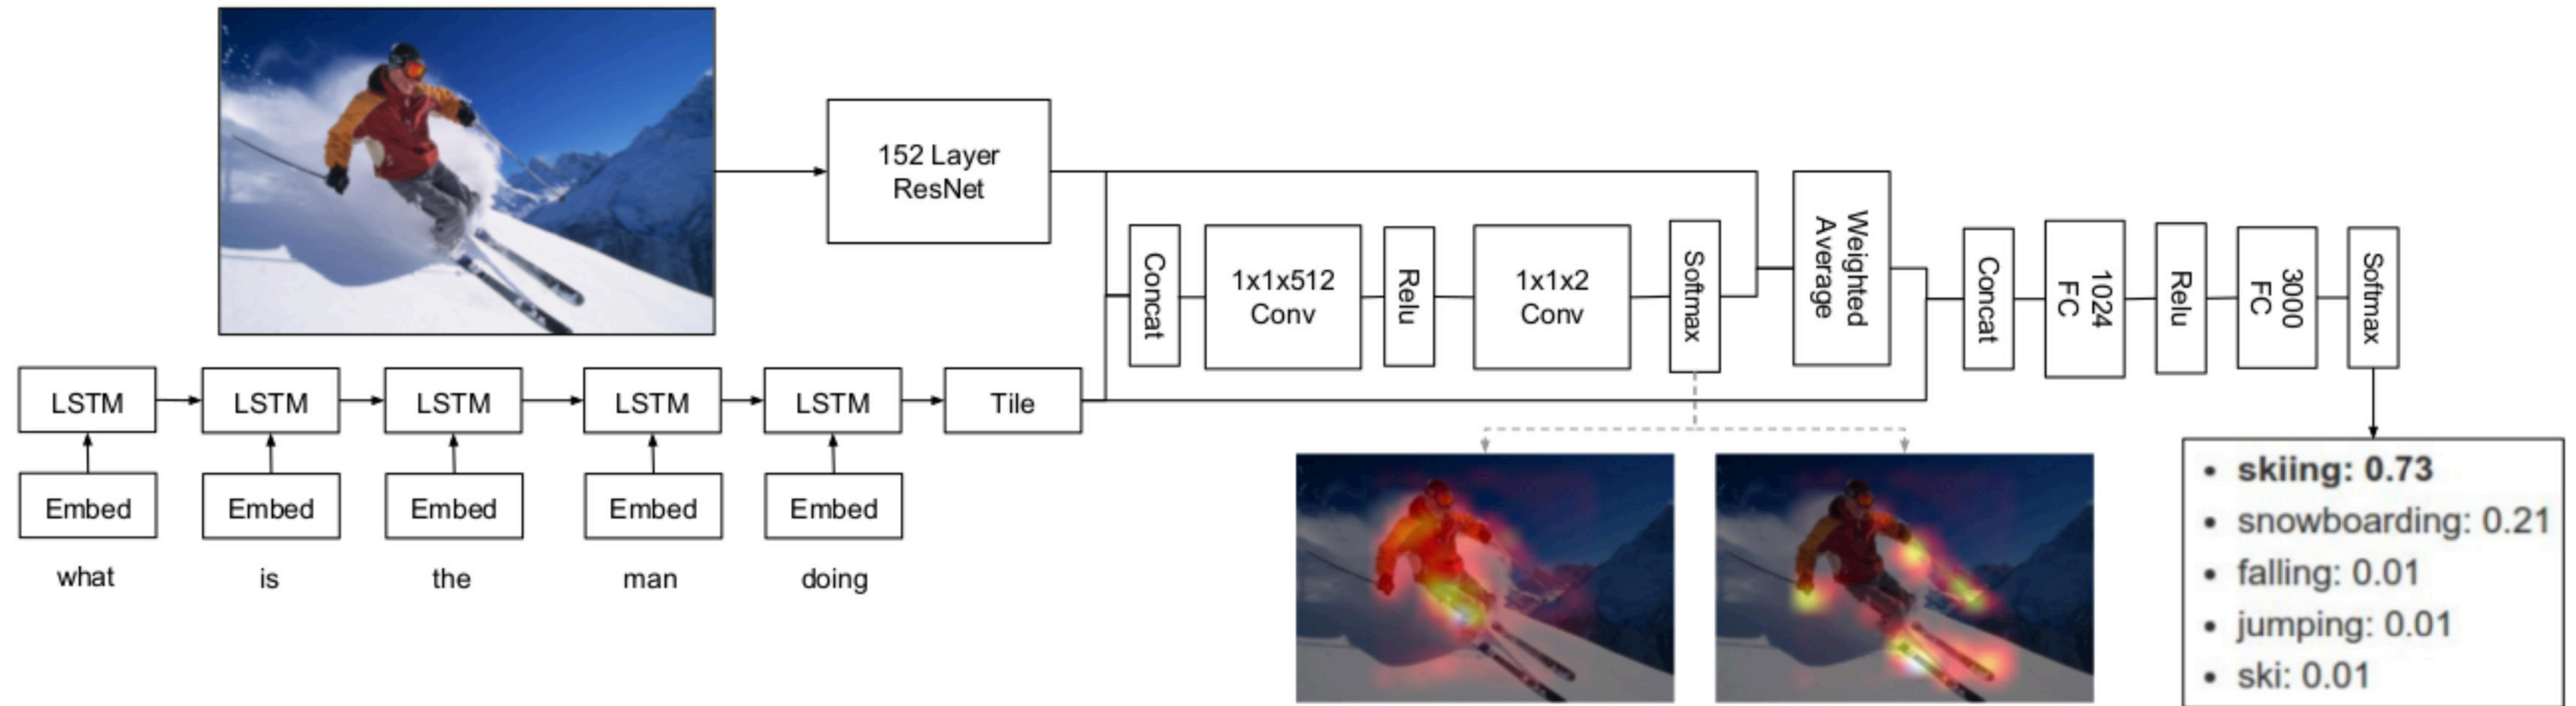 152 Layer
ResNet
Concat
1x1x512
Conv
Relu
1x1x2
Conv
Softmax
Weighted
Average
Concat
1024
FC
Relu
3000
FC
Softmax
LSTM
LSTM
LSTM
LSTM
LSTM
Tile
Embed
Embed
Embed
Embed
Embed
what
is
the
man
doing
• skiing: 0.73
• snowboarding: 0.21
• falling: 0.01
• jumping: 0.01
• ski: 0.01